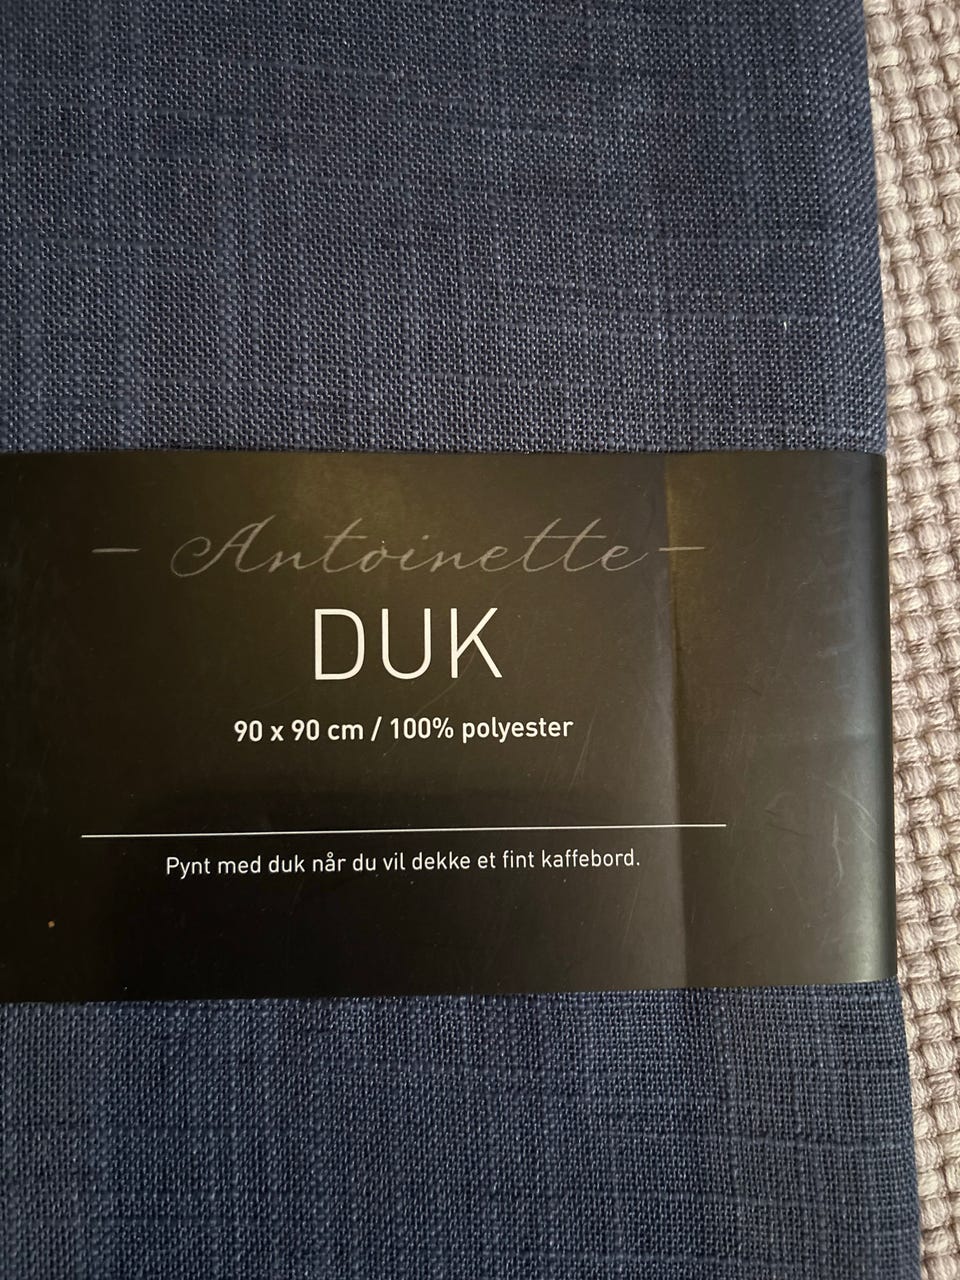 – Antoinette –
DUK
90 x 90 cm / 100% polyester
Pynt med duk når du vil dekke et fint kaffebord.